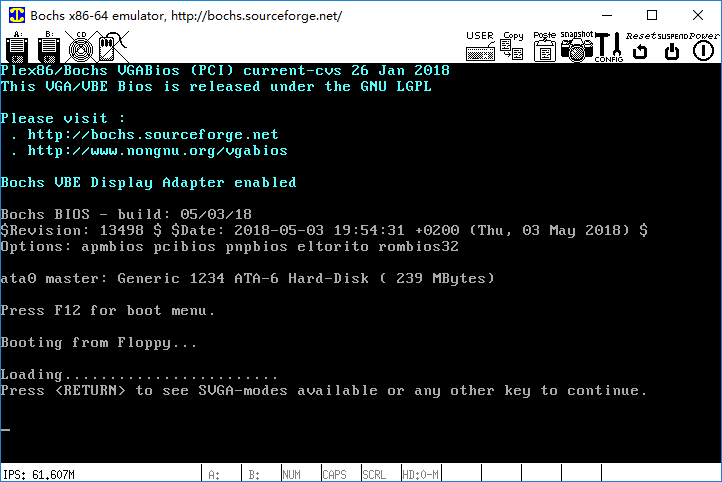 Bochs x86-64 emulator, http://bochs.sourceforge.net/
A: B: CD USER Copy Paste snapshot CONFIG Reset SUSPEND Power
Plex86/Bochs VGABios (PCI) current-cvs 26 Jan 2018
This VGA/VBE Bios is released under the GNU LGPL
Please visit :
. http://bochs.sourceforge.net
. http://www.nongnu.org/vgabios
Bochs VBE Display Adapter enabled
Bochs BIOS - build: 05/03/18
$Revision: 13498 $ $Date: 2018-05-03 19:54:31 +0200 (Thu, 03 May 2018) $
Options: apmbios pcibios pnpbios eltorito rombios32
ata0 master: Generic 1234 ATA-6 Hard-Disk ( 239 MBytes)
Press F12 for boot menu.
Booting from Floppy...
Loading........................
Press <RETURN> to see SVGA-modes available or any other key to continue.
_
IPS: 61.607M A: B: NUM CAPS SCRL HD:0-M